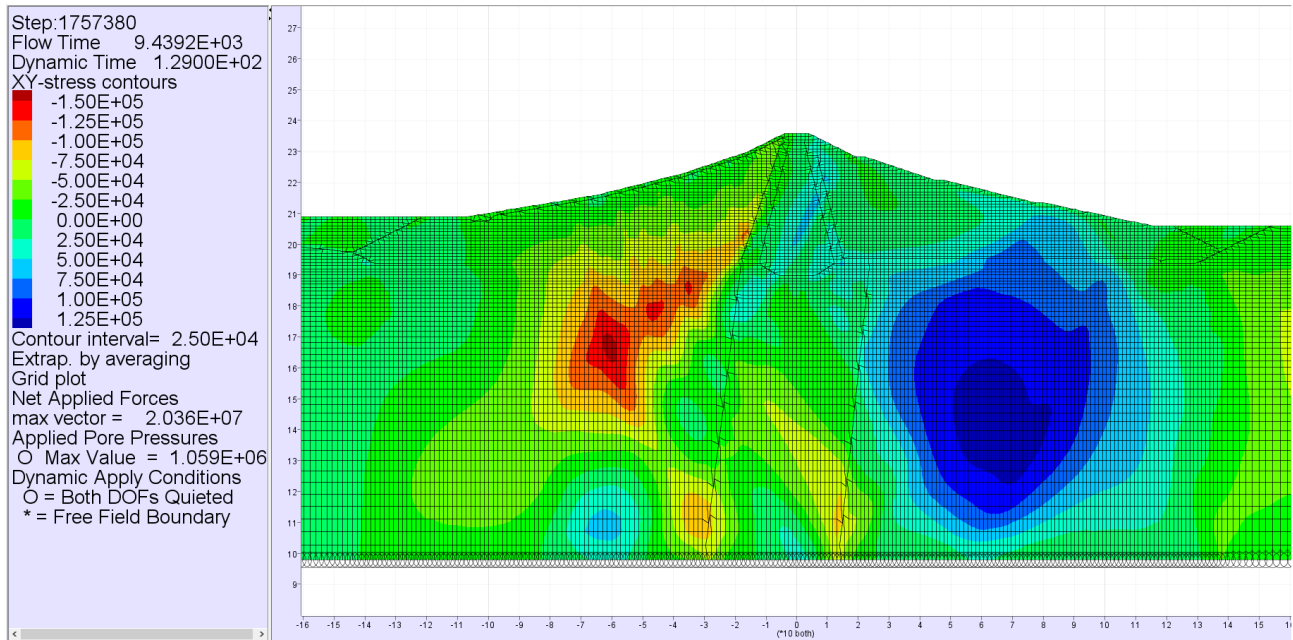 Step:1757380
Flow Time 9.4392E+03
Dynamic Time 1.2900E+02
XY-stress contours
-1.50E+05
-1.25E+05
-1.00E+05
-7.50E+04
-5.00E+04
-2.50E+04
0.00E+00
2.50E+04
5.00E+04
7.50E+04
1.00E+05
1.25E+05
Contour interval= 2.50E+04
Extrap. by averaging
Grid plot
Net Applied Forces
max vector = 2.036E+07
Applied Pore Pressures
O Max Value = 1.059E+06
Dynamic Apply Conditions
O = Both DOFs Quieted
* = Free Field Boundary
27
26
25
24
23
22
21
20
19
18
17
16
15
14
13
12
11
10
9
-16 -15 -14 -13 -12 -11 -10 -9 -8 -7 -6 -5 -4 -3 -2 -1 0 1 2 3 4 5 6 7 8 9 10 11 12 13 14 15
(*10 both)